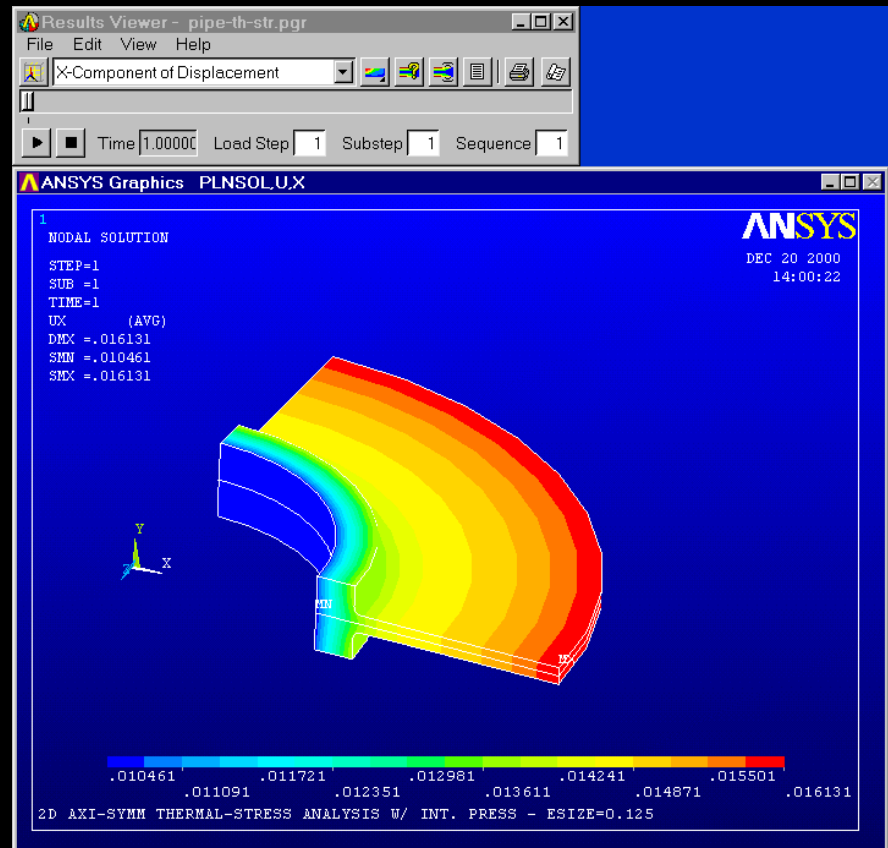 Results Viewer - pipe-th-str.pgr
File Edit View Help
X-Component of Displacement
Time 1.00000 Load Step 1 Substep 1 Sequence 1
ANSYS Graphics PLNSOL,U,X
1
NODAL SOLUTION
STEP=1
SUB =1
TIME=1
UX (AVG)
DMX =.016131
SMN =.010461
SMX =.016131
ANSYS
DEC 20 2000
14:00:22
Y
X
Z
MN
MX
.010461 .011721 .012981 .014241 .015501
.011091 .012351 .013611 .014871 .016131
2D AXI-SYMM THERMAL-STRESS ANALYSIS W/ INT. PRESS - ESIZE=0.125